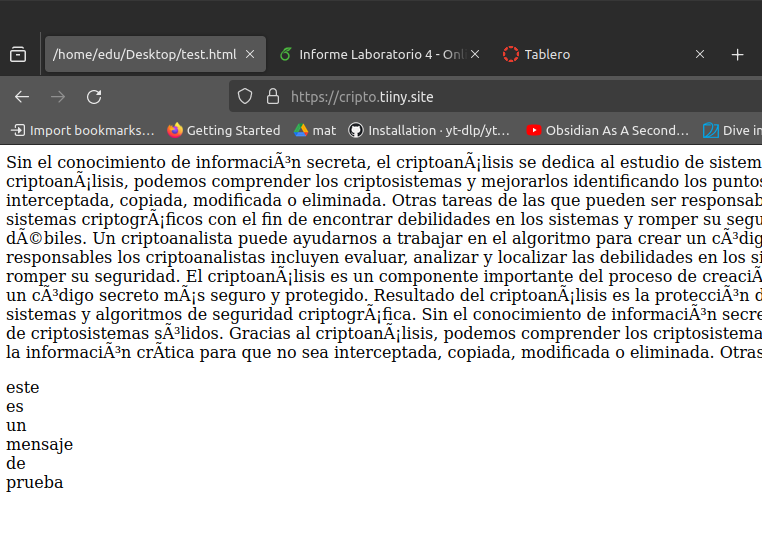 /home/edu/Desktop/test.html
Informe Laboratorio 4 - Onl
Tablero
https://cripto.tiiny.site
Import bookmarks...
Getting Started
mat
Installation · yt-dlp/yt...
Obsidian As A Second...
Dive in
Sin el conocimiento de informaciÃ³n secreta, el criptoanÃ¡lisis se dedica al estudio de sistem
criptoanÃ¡lisis, podemos comprender los criptosistemas y mejorarlos identificando los puntos
interceptada, copiada, modificada o eliminada. Otras tareas de las que pueden ser responsab
sistemas criptogrÃ¡ficos con el fin de encontrar debilidades en los sistemas y romper su segu
dÃ©biles. Un criptoanalista puede ayudarnos a trabajar en el algoritmo para crear un cÃ³dig
responsables los criptoanalistas incluyen evaluar, analizar y localizar las debilidades en los si
romper su seguridad. El criptoanÃ¡lisis es un componente importante del proceso de creaciÃ
un cÃ³digo secreto mÃ¡s seguro y protegido. Resultado del criptoanÃ¡lisis es la protecciÃ³n d
sistemas y algoritmos de seguridad criptogrÃ¡fica. Sin el conocimiento de informaciÃ³n secre
de criptosistemas sÃ³lidos. Gracias al criptoanÃ¡lisis, podemos comprender los criptosistema
la informaciÃ³n crÃ­tica para que no sea interceptada, copiada, modificada o eliminada. Otras
este
es
un
mensaje
de
prueba